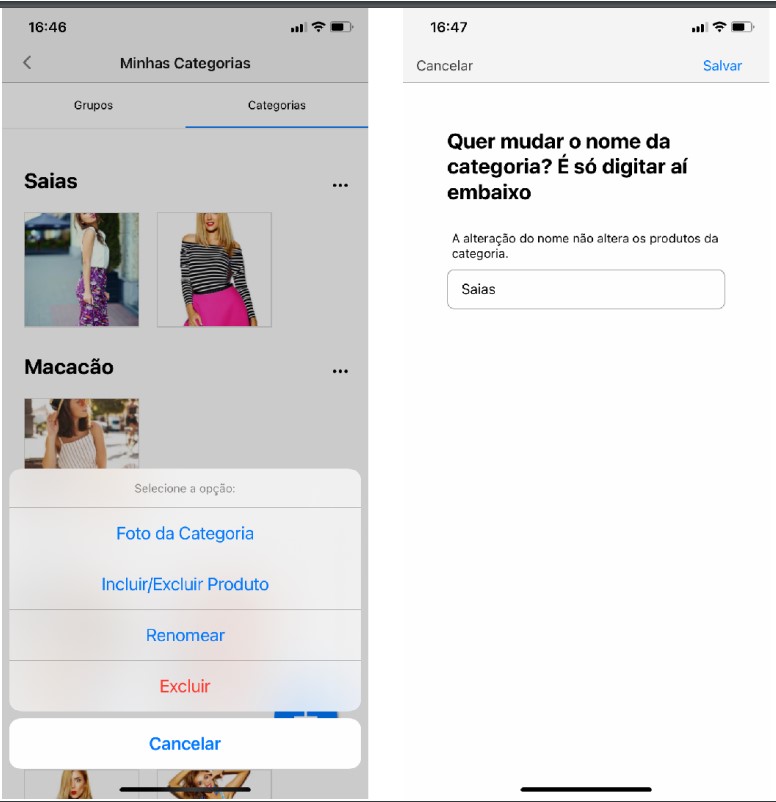 16:46
Minhas Categorias
Grupos
Categorias
Saias
...
Macacão
...
Selecione a opção:
Foto da Categoria
Incluir/Excluir Produto
Renomear
Excluir
Cancelar
16:47
Cancelar
Salvar
Quer mudar o nome da
categoria? É só digitar aí
embaixo
A alteração do nome não altera os produtos da
categoria.
Saias